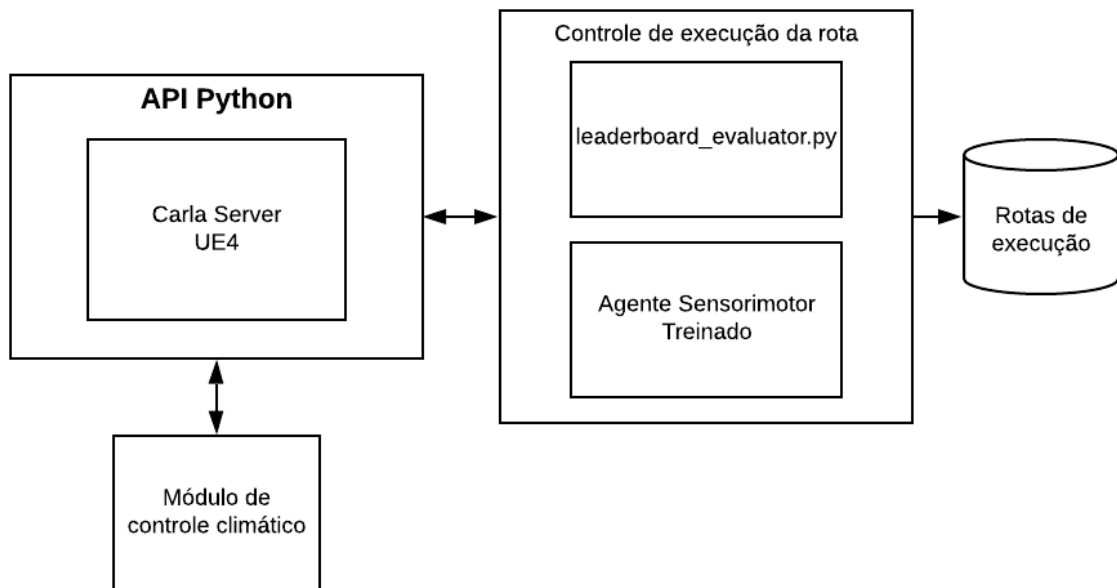 API Python
Carla Server
UE4
Módulo de
controle climático
Controle de execução da rota
leaderboard_evaluator.py
Agente Sensorimotor
Treinado
Rotas de
execução